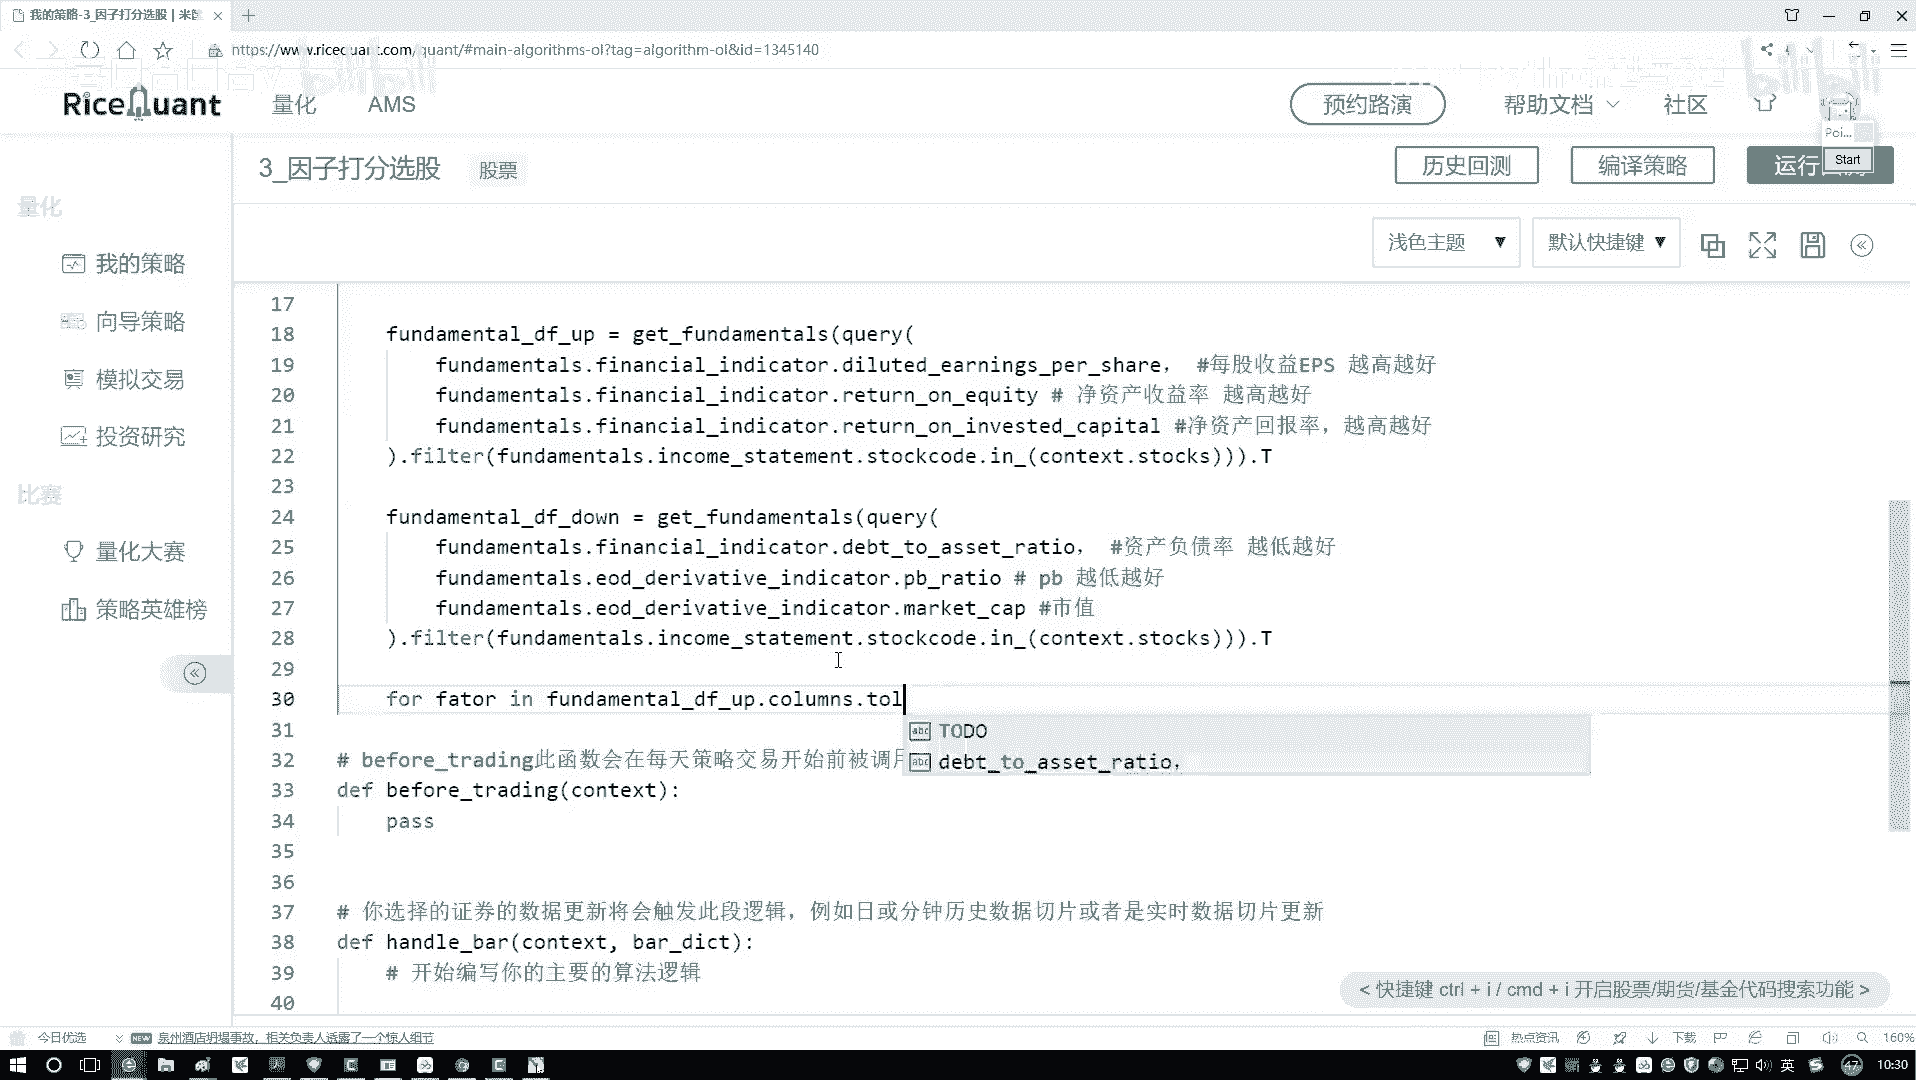 我的策略-3_因子打分选股 | 米
https://www.ricequant.com/quant/#main-algorithms-ol?tag=algorithm-ol&id=1345140
bilibili
RiceQuant
量化
AMS
预约路演
帮助文档
社区
Poi...
Start
3_因子打分选股
股票
历史回测
编译策略
运行
量化
我的策略
向导策略
模拟交易
投资研究
比赛
量化大赛
策略英雄榜
浅色主题 ▼
默认快捷键 ▼
17
18 fundamental_df_up = get_fundamentals(query(
19 fundamentals.financial_indicator.diluted_earnings_per_share， #每股收益EPS 越高越好
20 fundamentals.financial_indicator.return_on_equity # 净资产收益率 越高越好
21 fundamentals.financial_indicator.return_on_invested_capital #净资产回报率，越高越好
22 ).filter(fundamentals.income_statement.stockcode.in_(context.stocks))).T
23
24 fundamental_df_down = get_fundamentals(query(
25 fundamentals.financial_indicator.debt_to_asset_ratio， #资产负债率 越低越好
26 fundamentals.eod_derivative_indicator.pb_ratio # pb 越低越好
27 fundamentals.eod_derivative_indicator.market_cap #市值
28 ).filter(fundamentals.income_statement.stockcode.in_(context.stocks))).T
29
30 for fator in fundamental_df_up.columns.tol
31
abc TODO
abc debt_to_asset_ratio，
32 # before_trading此函数会在每天策略交易开始前被调用
33 def before_trading(context):
34 pass
35
36
37 # 你选择的证券的数据更新将会触发此段逻辑，例如日或分钟历史数据切片或者是实时数据切片更新
38 def handle_bar(context, bar_dict):
39 # 开始编写你的主要的算法逻辑
40
< 快捷键 ctrl + i / cmd + i 开启股票/期货/基金代码搜索功能 >
今日优选
NEW 泉州酒店坍塌事故，相关负责人透露了一个惊人细节
热点资讯
下载
160%
英
47
10:30